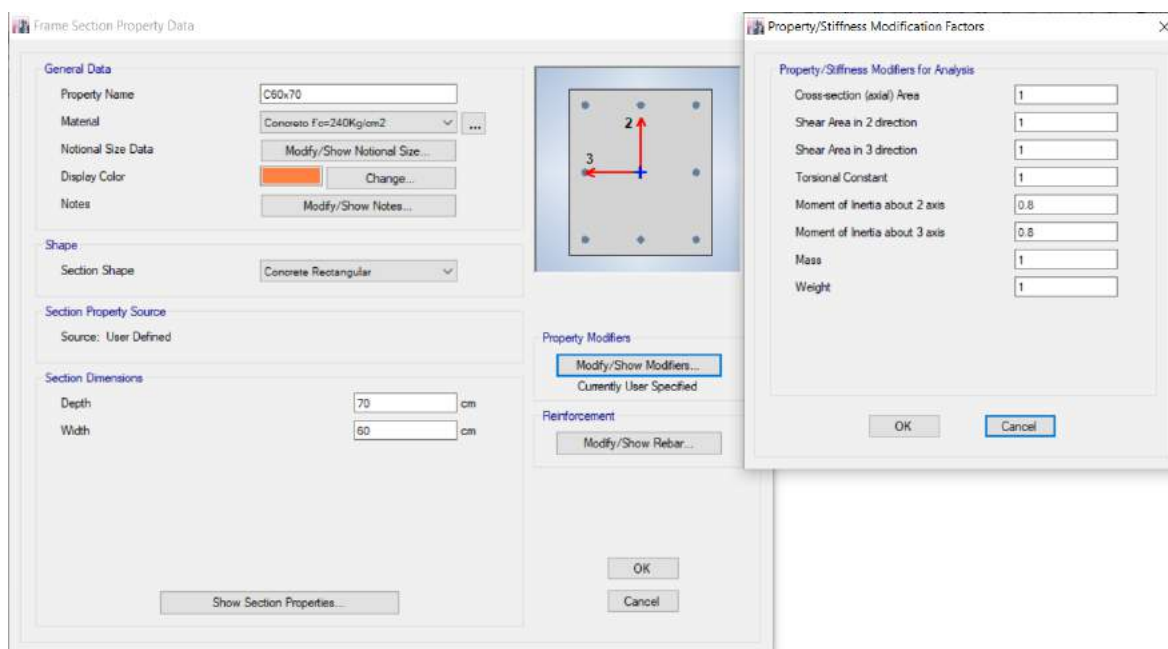 Frame Section Property Data
General Data
Property Name C60x70
Material Concreto f'c=240Kg/cm2 ...
Notional Size Data Modify/Show Notional Size...
Display Color Change...
Notes Modify/Show Notes...
Shape
Section Shape Concrete Rectangular
Section Property Source
Source: User Defined
Section Dimensions
Depth 70 cm
Width 60 cm
Show Section Properties...
2
3
Property Modifiers
Modify/Show Modifiers...
Currently User Specified
Reinforcement
Modify/Show Rebar...
OK
Cancel
Property/Stiffness Modification Factors
Property/Stiffness Modifiers for Analysis
Cross-section (axial) Area 1
Shear Area in 2 direction 1
Shear Area in 3 direction 1
Torsional Constant 1
Moment of Inertia about 2 axis 0.8
Moment of Inertia about 3 axis 0.8
Mass 1
Weight 1
OK Cancel